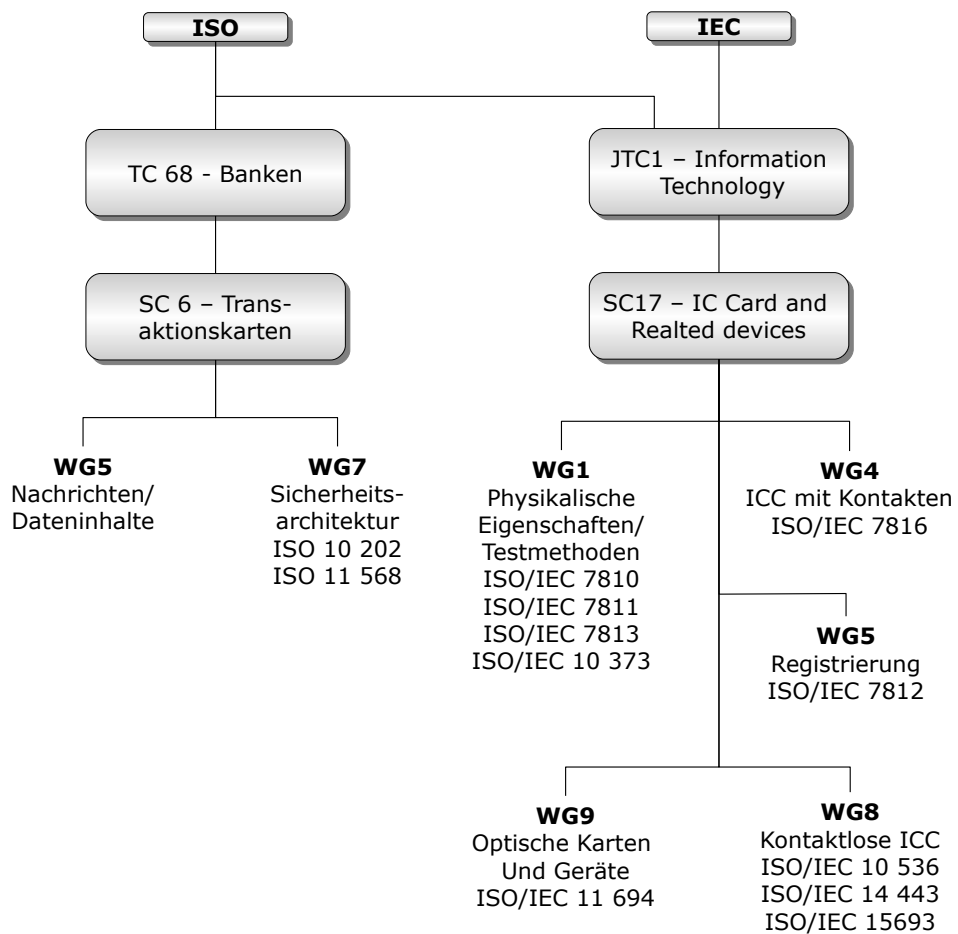 ISO
IEC
TC 68 - Banken
JTC1 – Information
Technology
SC 6 – Trans-
aktionskarten
SC17 – IC Card and
Realted devices
WG5
Nachrichten/
Dateninhalte
WG7
Sicherheits-
architektur
ISO 10 202
ISO 11 568
WG1
Physikalische
Eigenschaften/
Testmethoden
ISO/IEC 7810
ISO/IEC 7811
ISO/IEC 7813
ISO/IEC 10 373
WG4
ICC mit Kontakten
ISO/IEC 7816
WG5
Registrierung
ISO/IEC 7812
WG9
Optische Karten
Und Geräte
ISO/IEC 11 694
WG8
Kontaktlose ICC
ISO/IEC 10 536
ISO/IEC 14 443
ISO/IEC 15693